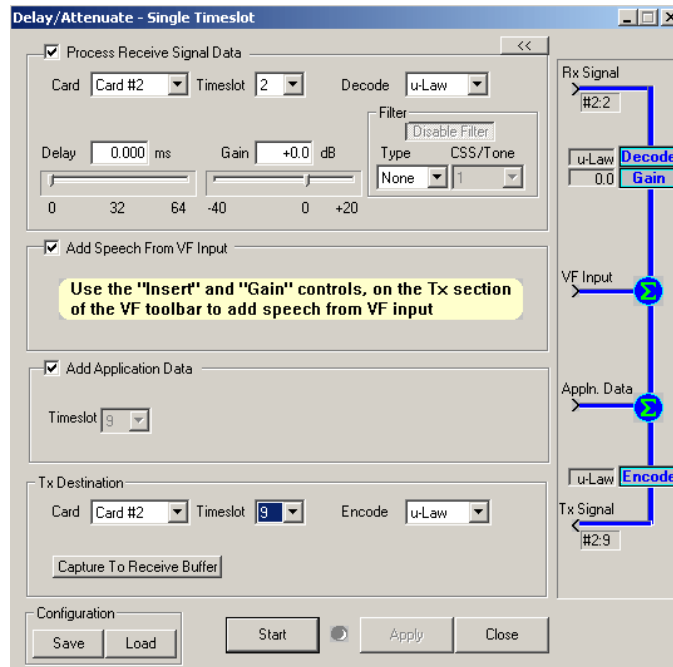 Delay/Attenuate - Single Timeslot
Process Receive Signal Data
<<
Card Card #2 Timeslot 2 Decode u-Law
Filter
Disable Filter
Delay 0.000 ms Gain +0.0 dB
Type CSS/Tone
None 1
0 32 64 -40 0 +20
Add Speech From VF Input
Use the "Insert" and "Gain" controls, on the Tx section
of the VF toolbar to add speech from VF input
Add Application Data
Timeslot 9
Tx Destination
Card Card #2 Timeslot 9 Encode u-Law
Capture To Receive Buffer
Configuration
Save Load
Start Apply Close
Rx Signal
#2:2
u-Law Decode
0.0 Gain
VF Input
Σ
Appln. Data
Σ
u-Law Encode
Tx Signal
#2:9